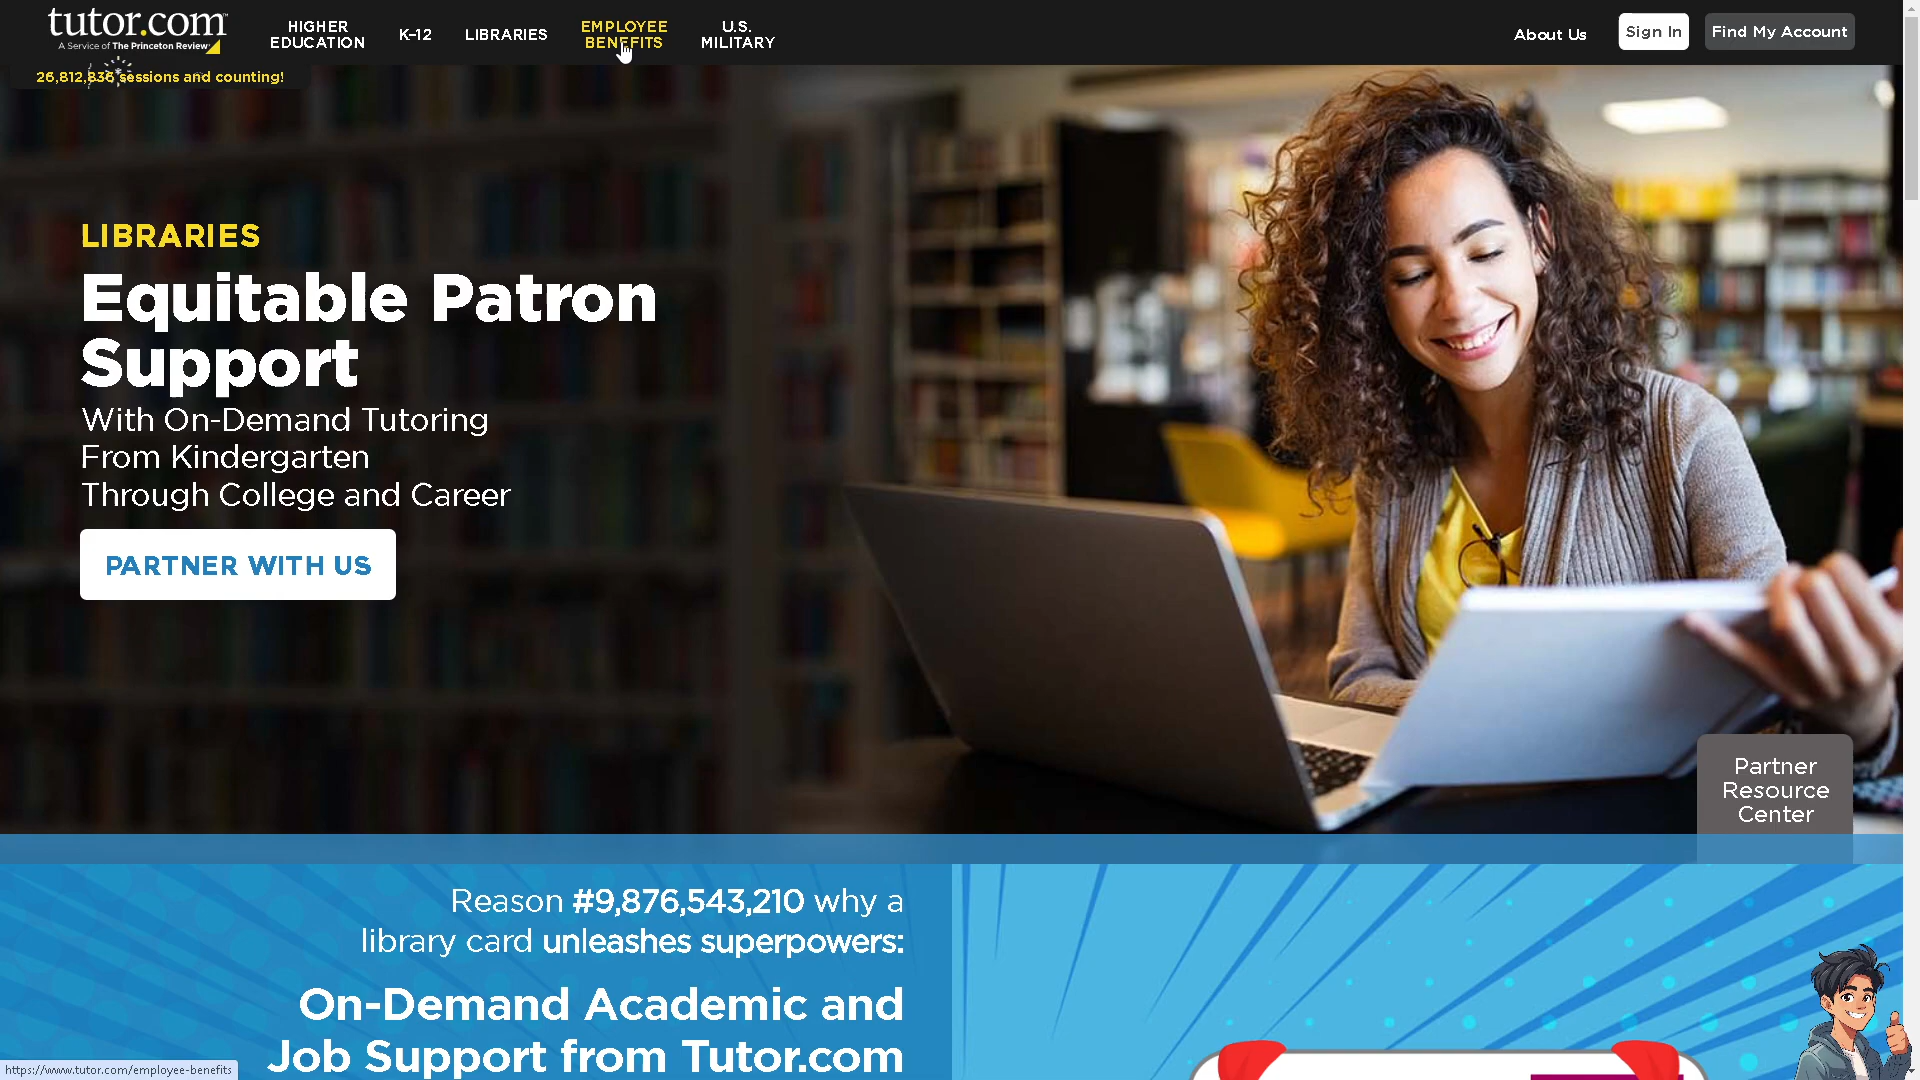 tutor.com
A Service of The Princeton Review
HIGHER
EDUCATION
K-12
LIBRARIES
EMPLOYEE
BENEFITS
U.S.
MILITARY
About Us
Sign In
Find My Account
26,812,836 sessions and counting!
LIBRARIES
Equitable Patron
Support
With On-Demand Tutoring
From Kindergarten
Through College and Career
PARTNER WITH US
Partner
Resource
Center
Reason #9,876,543,210 why a
library card unleashes superpowers:
On-Demand Academic and
Job Support from Tutor.com
https://www.tutor.com/employee-benefits